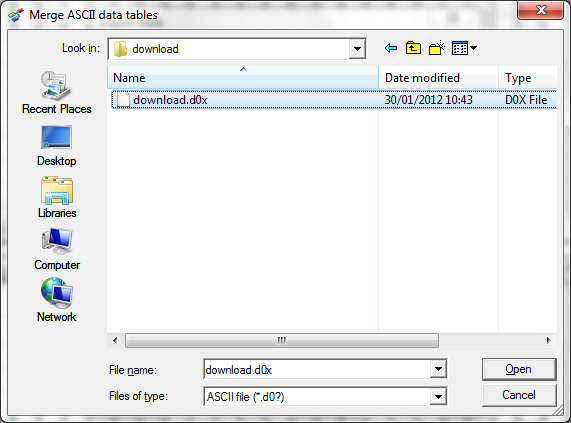 Merge ASCII data tables
Look in:
download
Name
Date modified
Type
download.d0x
30/01/2012 10:43
D0X File
Recent Places
Desktop
Libraries
Computer
Network
File name:
download.d0x
Open
Files of type:
ASCII file (*.d0?)
Cancel